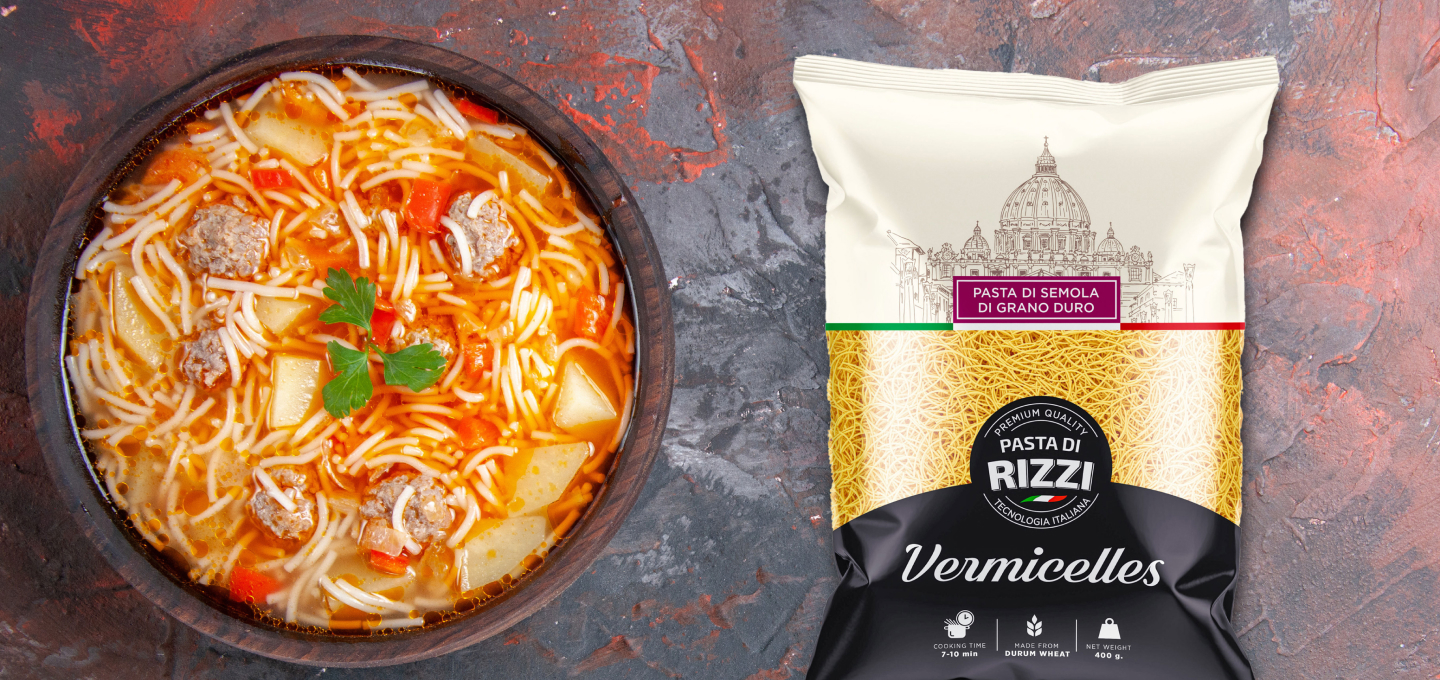 PASTA DI SEMOLA
DI GRANO DURO
PREMIUM QUALITY
PASTA DI
RIZZI
TECNOLOGIA ITALIANA
Vermicelles
COOKING TIME
7-10 min
MADE FROM
DURUM WHEAT
NET WEIGHT
400 g.